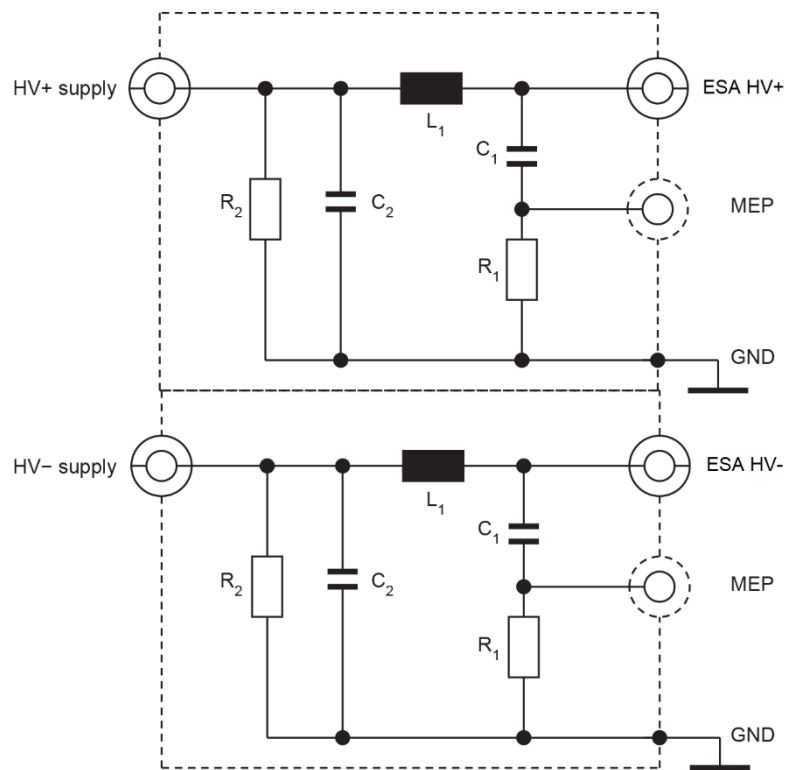 HV+ supply
ESA HV+
L1
C1
MEP
R2
C2
R1
GND
HV− supply
ESA HV-
L1
C1
MEP
R2
C2
R1
GND